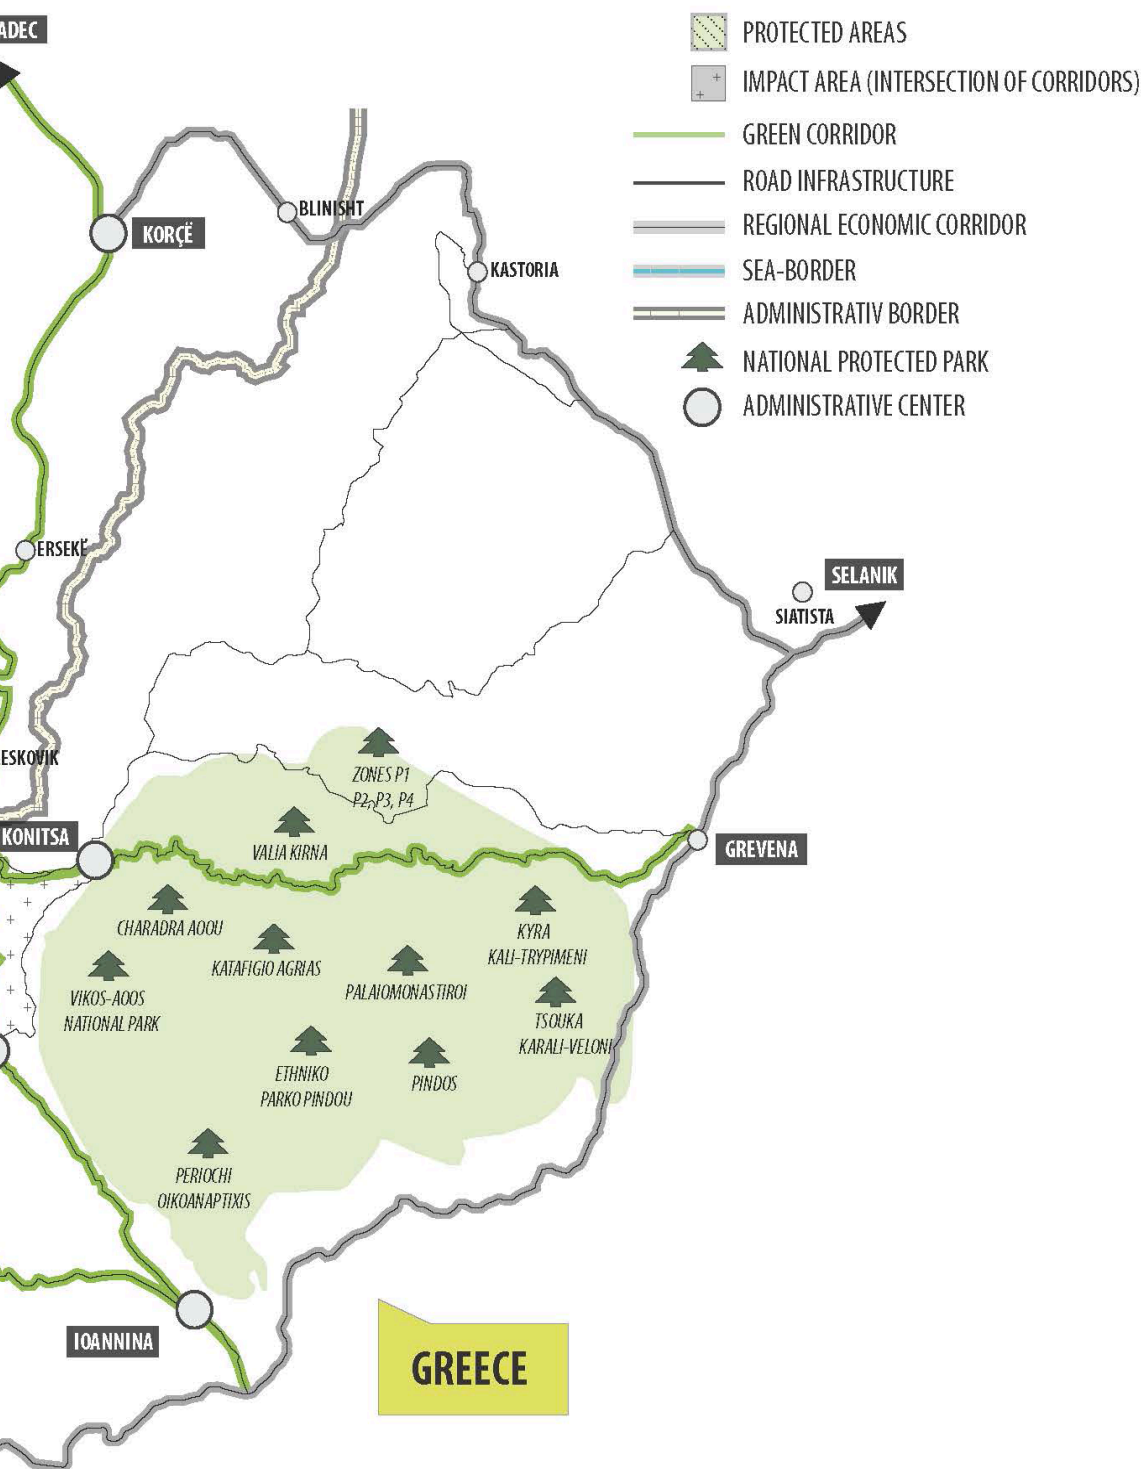 ADEC
PROTECTED AREAS
IMPACT AREA (INTERSECTION OF CORRIDORS)
GREEN CORRIDOR
ROAD INFRASTRUCTURE
REGIONAL ECONOMIC CORRIDOR
SEA-BORDER
ADMINISTRATIV BORDER
NATIONAL PROTECTED PARK
ADMINISTRATIVE CENTER
BLINISHT
KORÇË
KASTORIA
ERSEKË
SELANIK
SIATISTA
ESKOVIK
ZONES P1
P2, P3, P4
KONITSA
VALIA KIRNA
GREVENA
CHARADRA AOOU
KYRA
KALI-TRYPIMENI
KATAFIGIO AGRIAS
PALAIOMONASTIROI
VIKOS-AOOS
NATIONAL PARK
TSOUKA
KARALI-VELONI
ETHNIKO
PARKO PINDOU
PINDOS
PERIOCHI
OIKOANAPTIXIS
IOANNINA
GREECE